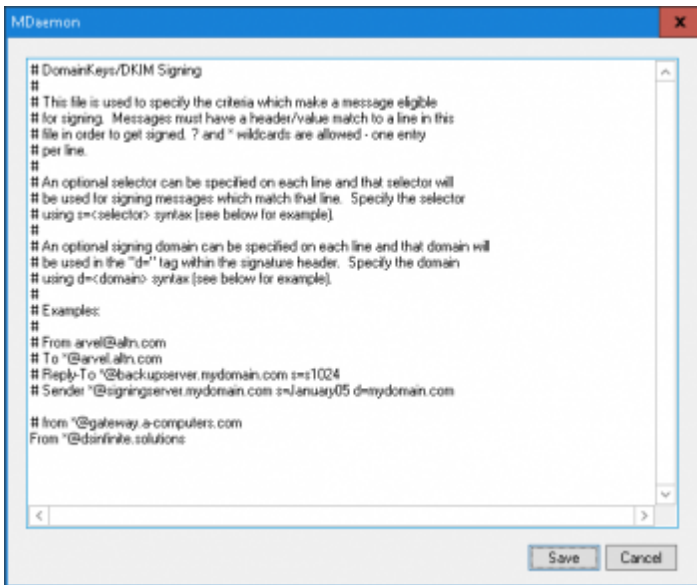 MDaemon
# DomainKeys/DKIM Signing
#
# This file is used to specify the criteria which make a message eligible
# for signing. Messages must have a header/value match to a line in this
# file in order to get signed. ? and * wildcards are allowed - one entry
# per line.
#
# An optional selector can be specified on each line and that selector will
# be used for signing messages which match that line. Specify the selector
# using s=<selector> syntax (see below for example).
#
# An optional signing domain can be specified on each line and that domain will
# be used in the "d=" tag within the signature header. Specify the domain
# using d=<domain> syntax (see below for example).
#
# Examples:
#
# From arvel@altn.com
# To *@arvel.altn.com
# Reply-To *@backupserver.mydomain.com s=s1024
# Sender *@signingserver.mydomain.com s=January05 d=mydomain.com
# from *@gateway.a-computers.com
From *@dsinfinite.solutions
Save
Cancel